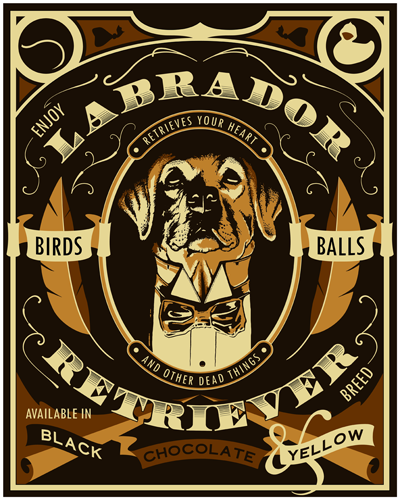 ENJOY
LABRADOR
RETRIEVES YOUR HEART
BIRDS
BALLS
AND OTHER DEAD THINGS
RETRIEVER
BREED
AVAILABLE IN
BLACK
CHOCOLATE
& YELLOW